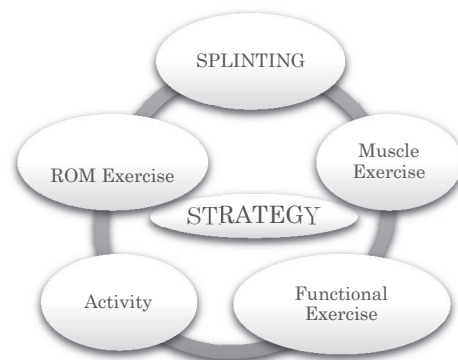 SPLINTING
ROM Exercise
Muscle
Exercise
STRATEGY
Activity
Functional
Exercise